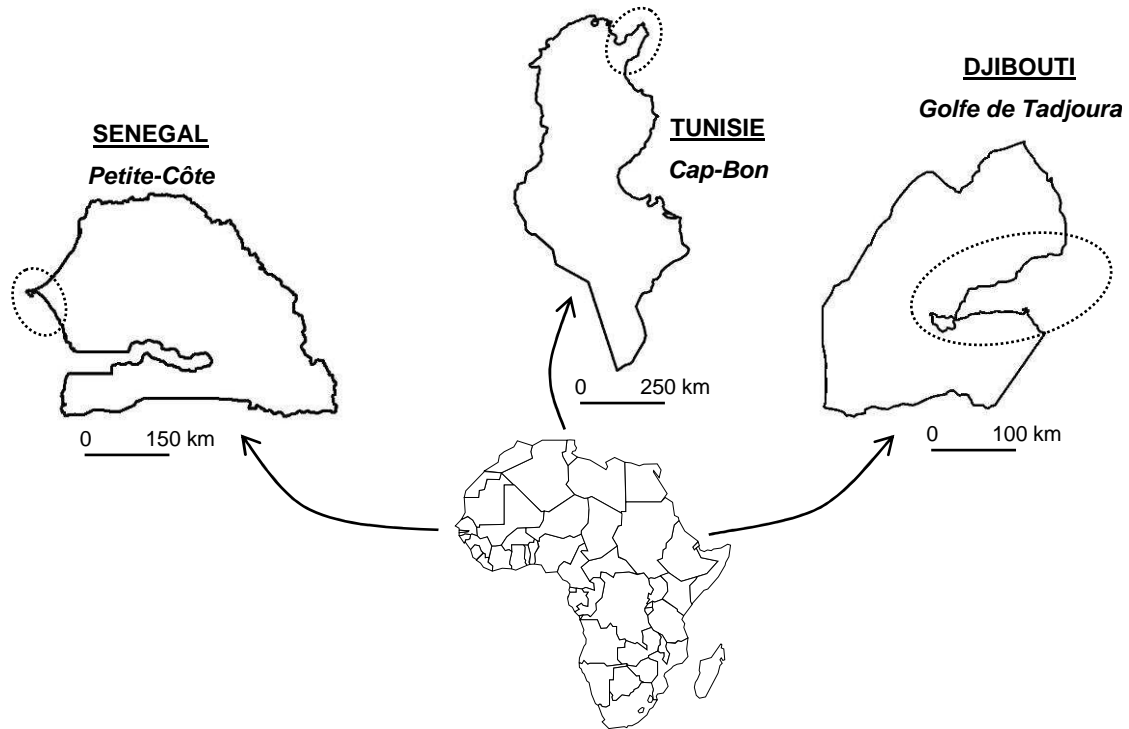 SENEGAL
Petite-Côte
0 150 km
TUNISIE
Cap-Bon
0 250 km
DJIBOUTI
Golfe de Tadjoura
0 100 km